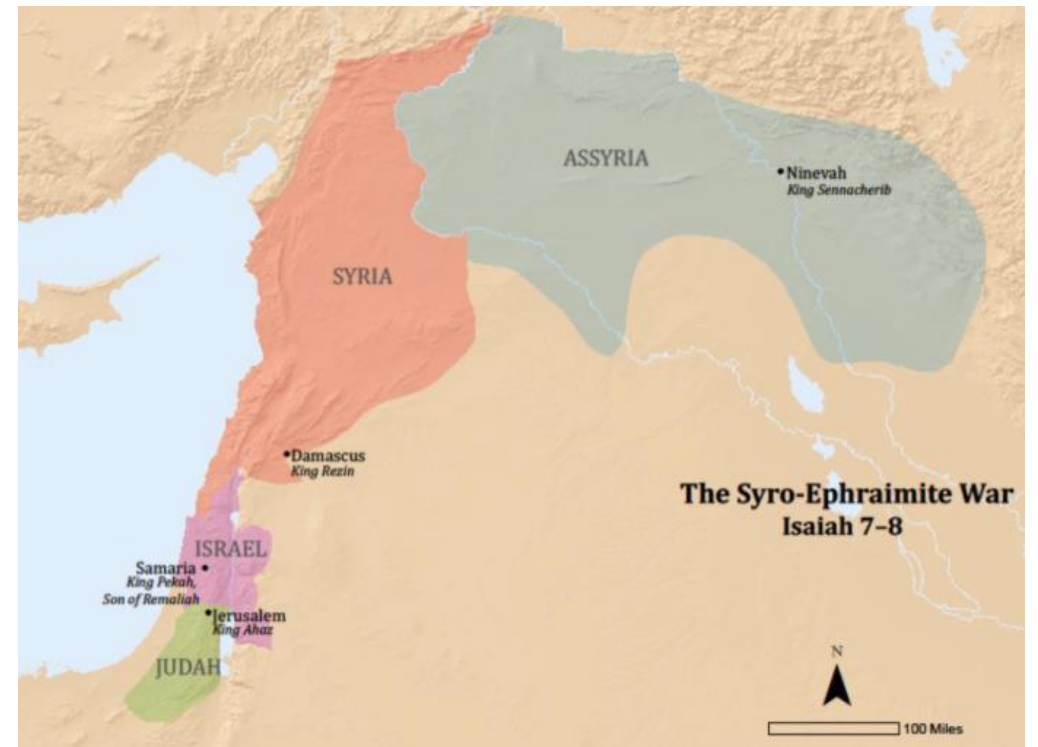 ASSYRIA
Ninevah
King Sennacherib
SYRIA
Damascus
King Rezin
The Syro-Ephraimite War
Isaiah 7–8
ISRAEL
Samaria
King Pekah,
Son of Remaliah
Jerusalem
King Ahaz
JUDAH
N
100 Miles